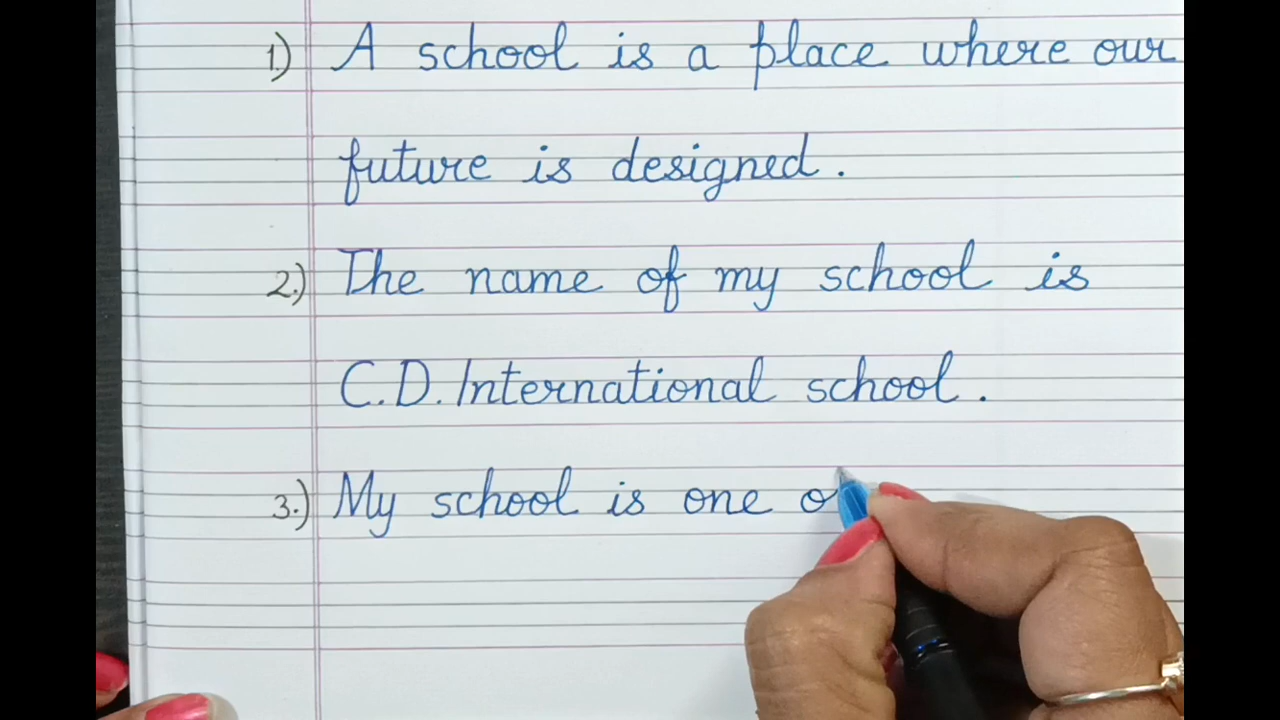 1) A school is a place where our
future is designed.
2.) The name of my school is
C.D. International school.
3.) My school is one o